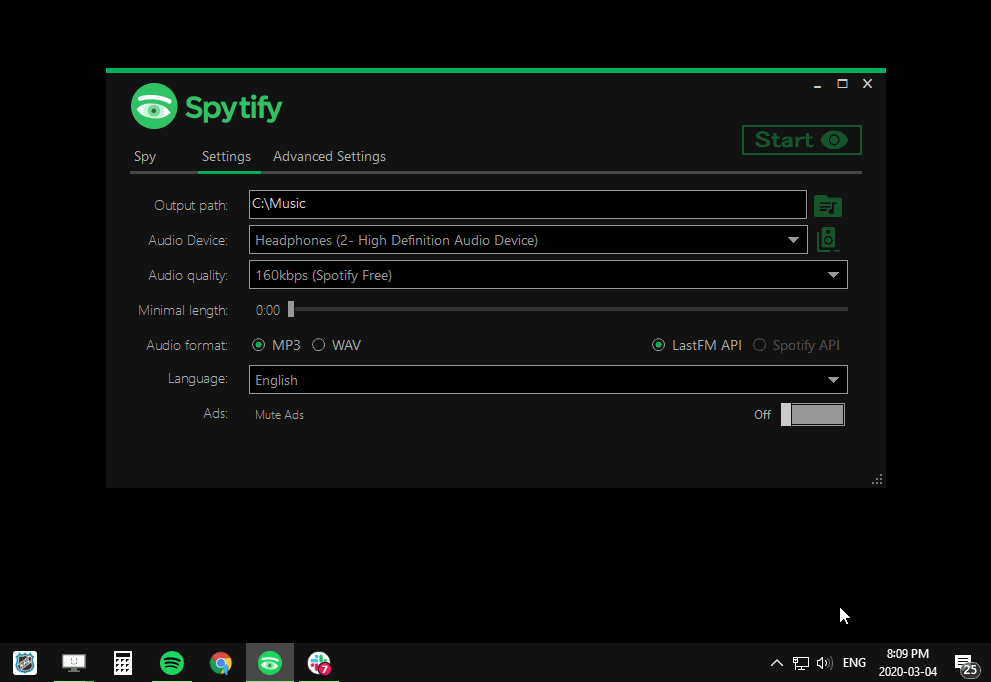 Spytify
Start
Spy Settings Advanced Settings
Output path: C:\Music
Audio Device: Headphones (2- High Definition Audio Device)
Audio quality: 160kbps (Spotify Free)
Minimal length: 0:00
Audio format: MP3 WAV LastFM API Spotify API
Language: English
Ads: Mute Ads Off
7
ENG
8:09 PM
2020-03-04
25